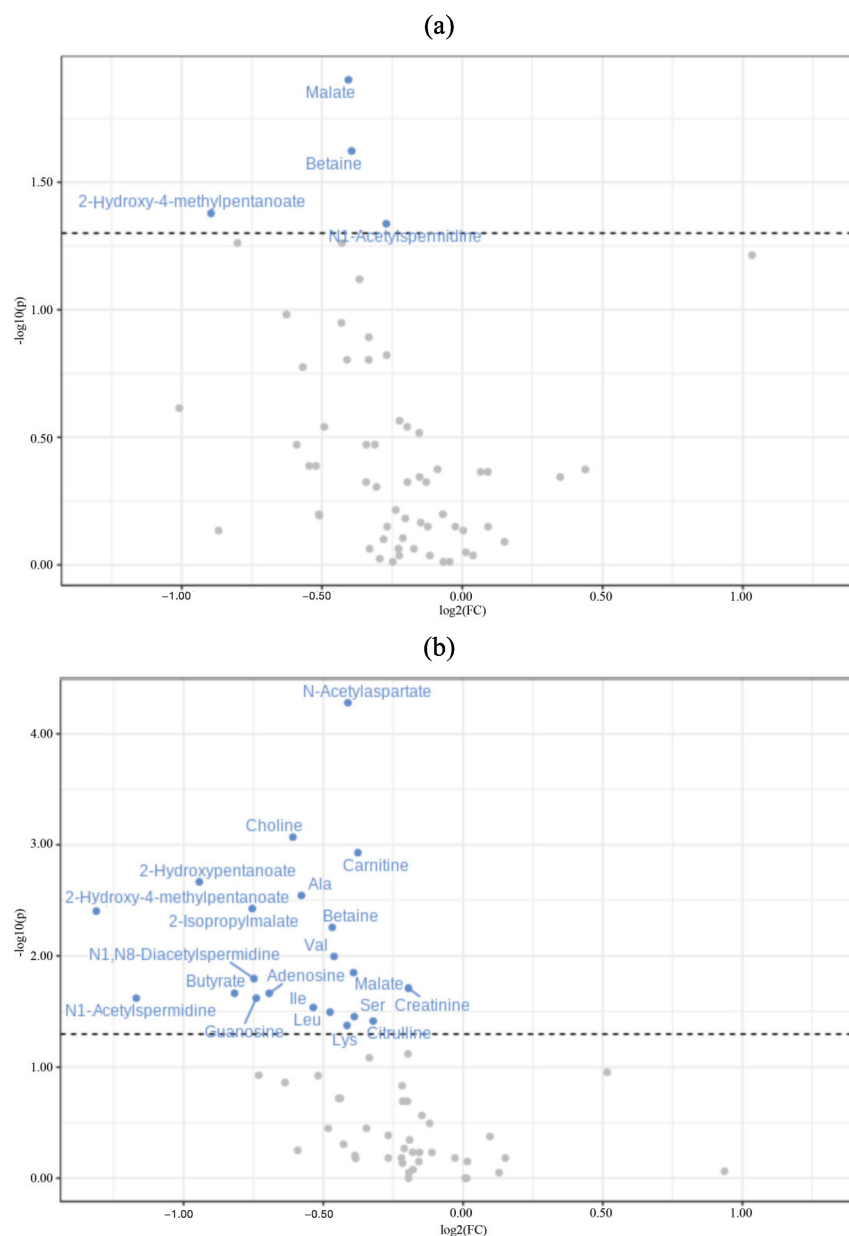 (a)
Malate
Betaine
1.50
2-Hydroxy-4-methylpentanoate
N1-Acetylspermidine
-log10(p)
1.00
0.50
0.00
−1.00 −0.50 0.00 0.50 1.00
log2(FC)
(b)
N-Acetylaspartate
4.00
Choline
3.00
Carnitine
2-Hydroxypentanoate
Ala
2-Hydroxy-4-methylpentanoate
2-Isopropylmalate
Betaine
-log10(p)
Val
N1,N8-Diacetylspermidine
2.00
Adenosine
Butyrate
Malate
N1-Acetylspermidine
Ile
Ser
Creatinine
Leu
Guanosine
Lys
Citrulline
1.00
0.00
−1.00 −0.50 0.00 0.50 1.00
log2(FC)